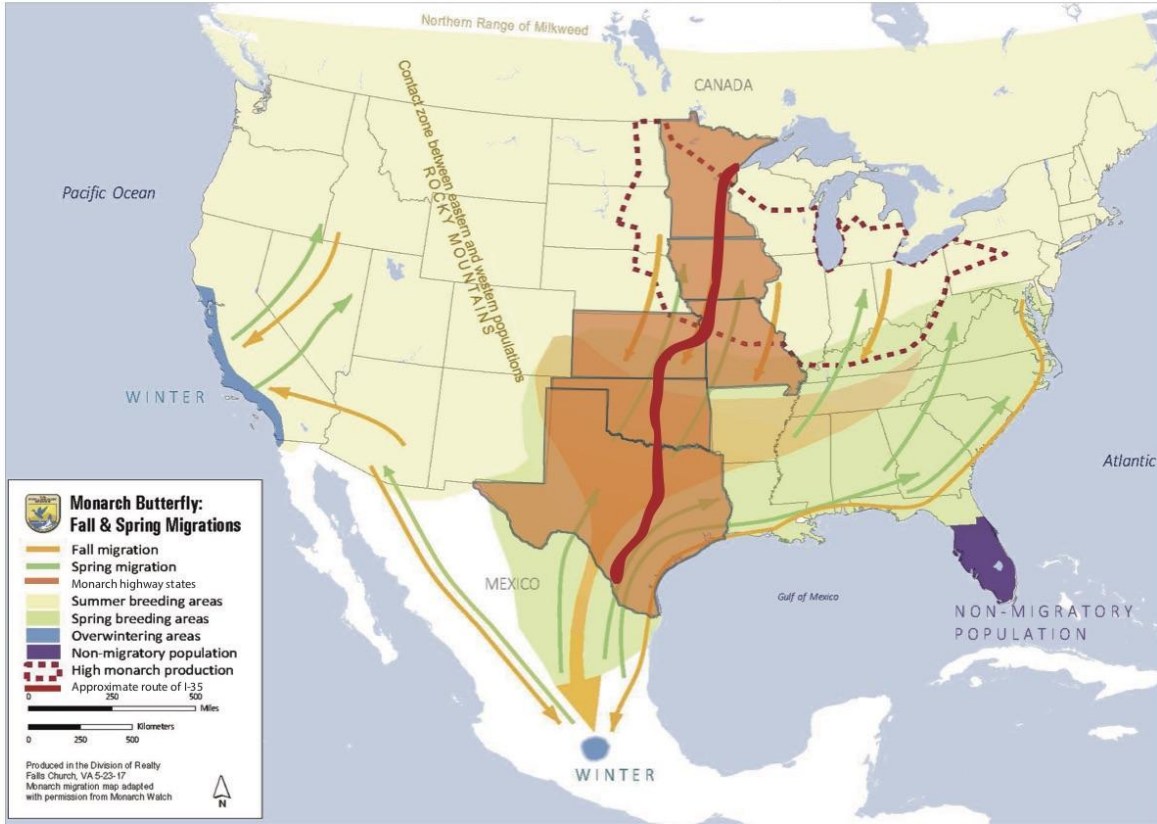 Northern Range of Milkweed
CANADA
Contact zone between eastern and western populations
ROCKY MOUNTAINS
Pacific Ocean
WINTER
Atlantic
MEXICO
Gulf of Mexico
NON-MIGRATORY
POPULATION
WINTER
Monarch Butterfly:
Fall & Spring Migrations
Fall migration
Spring migration
Monarch highway states
Summer breeding areas
Spring breeding areas
Overwintering areas
Non-migratory population
High monarch production
Approximate route of I-35
0 250 500
Miles
Kilometers
0 250 500
Produced in the Division of Realty
Falls Church, VA 5-23-17
Monarch migration map adapted
with permission from Monarch Watch
N